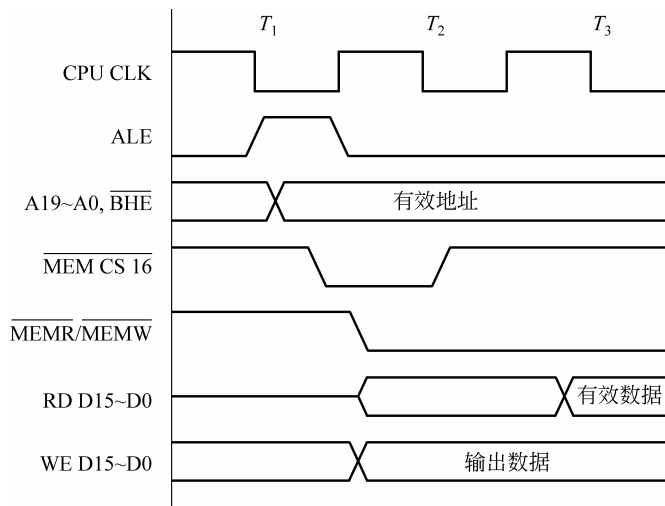 T1 T2 T3
CPU CLK
ALE
A19~A0, BHE 有效地址
MEM CS 16
MEMR/MEMW
RD D15~D0 有效数据
WE D15~D0 输出数据